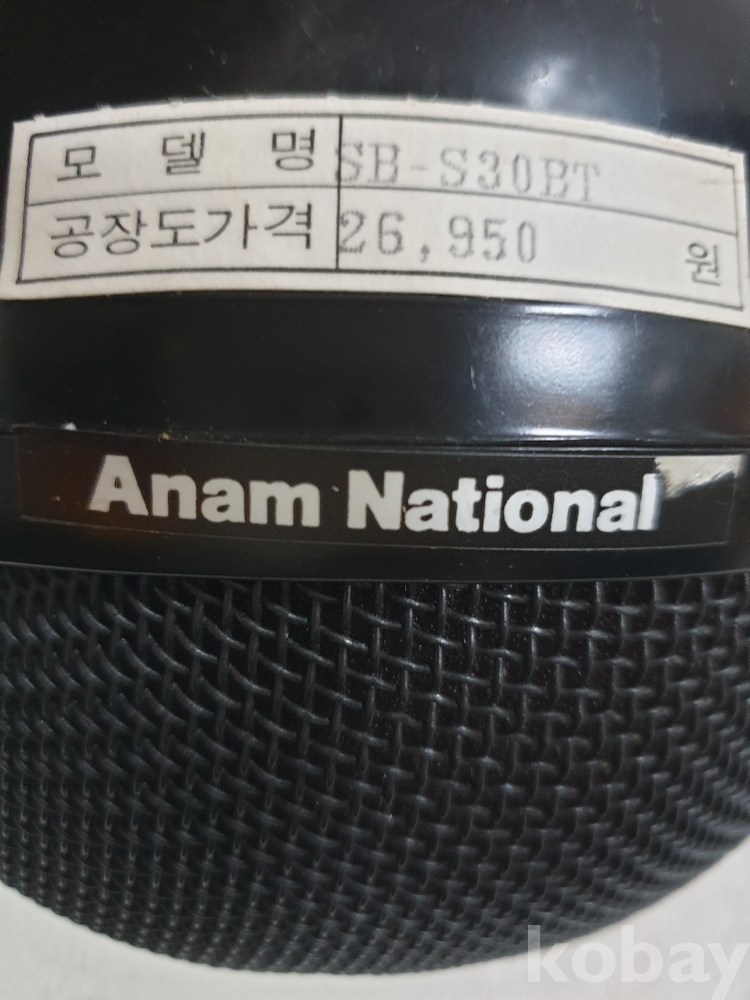 모 델 명 SB-S30BT
공장도가격 26,950 원
Anam National
kobay